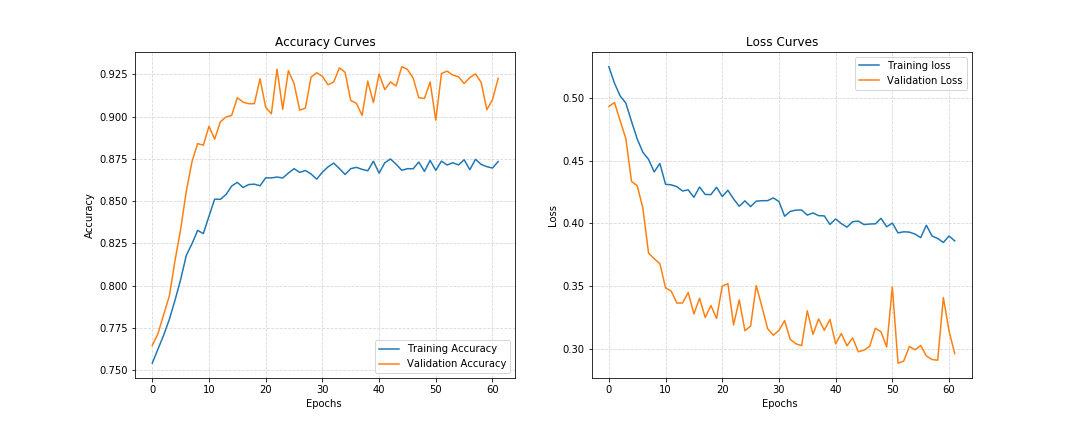 Accuracy Curves
0.925
0.900
0.875
0.850
0.825
0.800
0.775
0.750
Accuracy
0 10 20 30 40 50 60
Epochs
Training Accuracy
Validation Accuracy
Loss Curves
0.50
0.45
0.40
0.35
0.30
Loss
0 10 20 30 40 50 60
Epochs
Training loss
Validation Loss